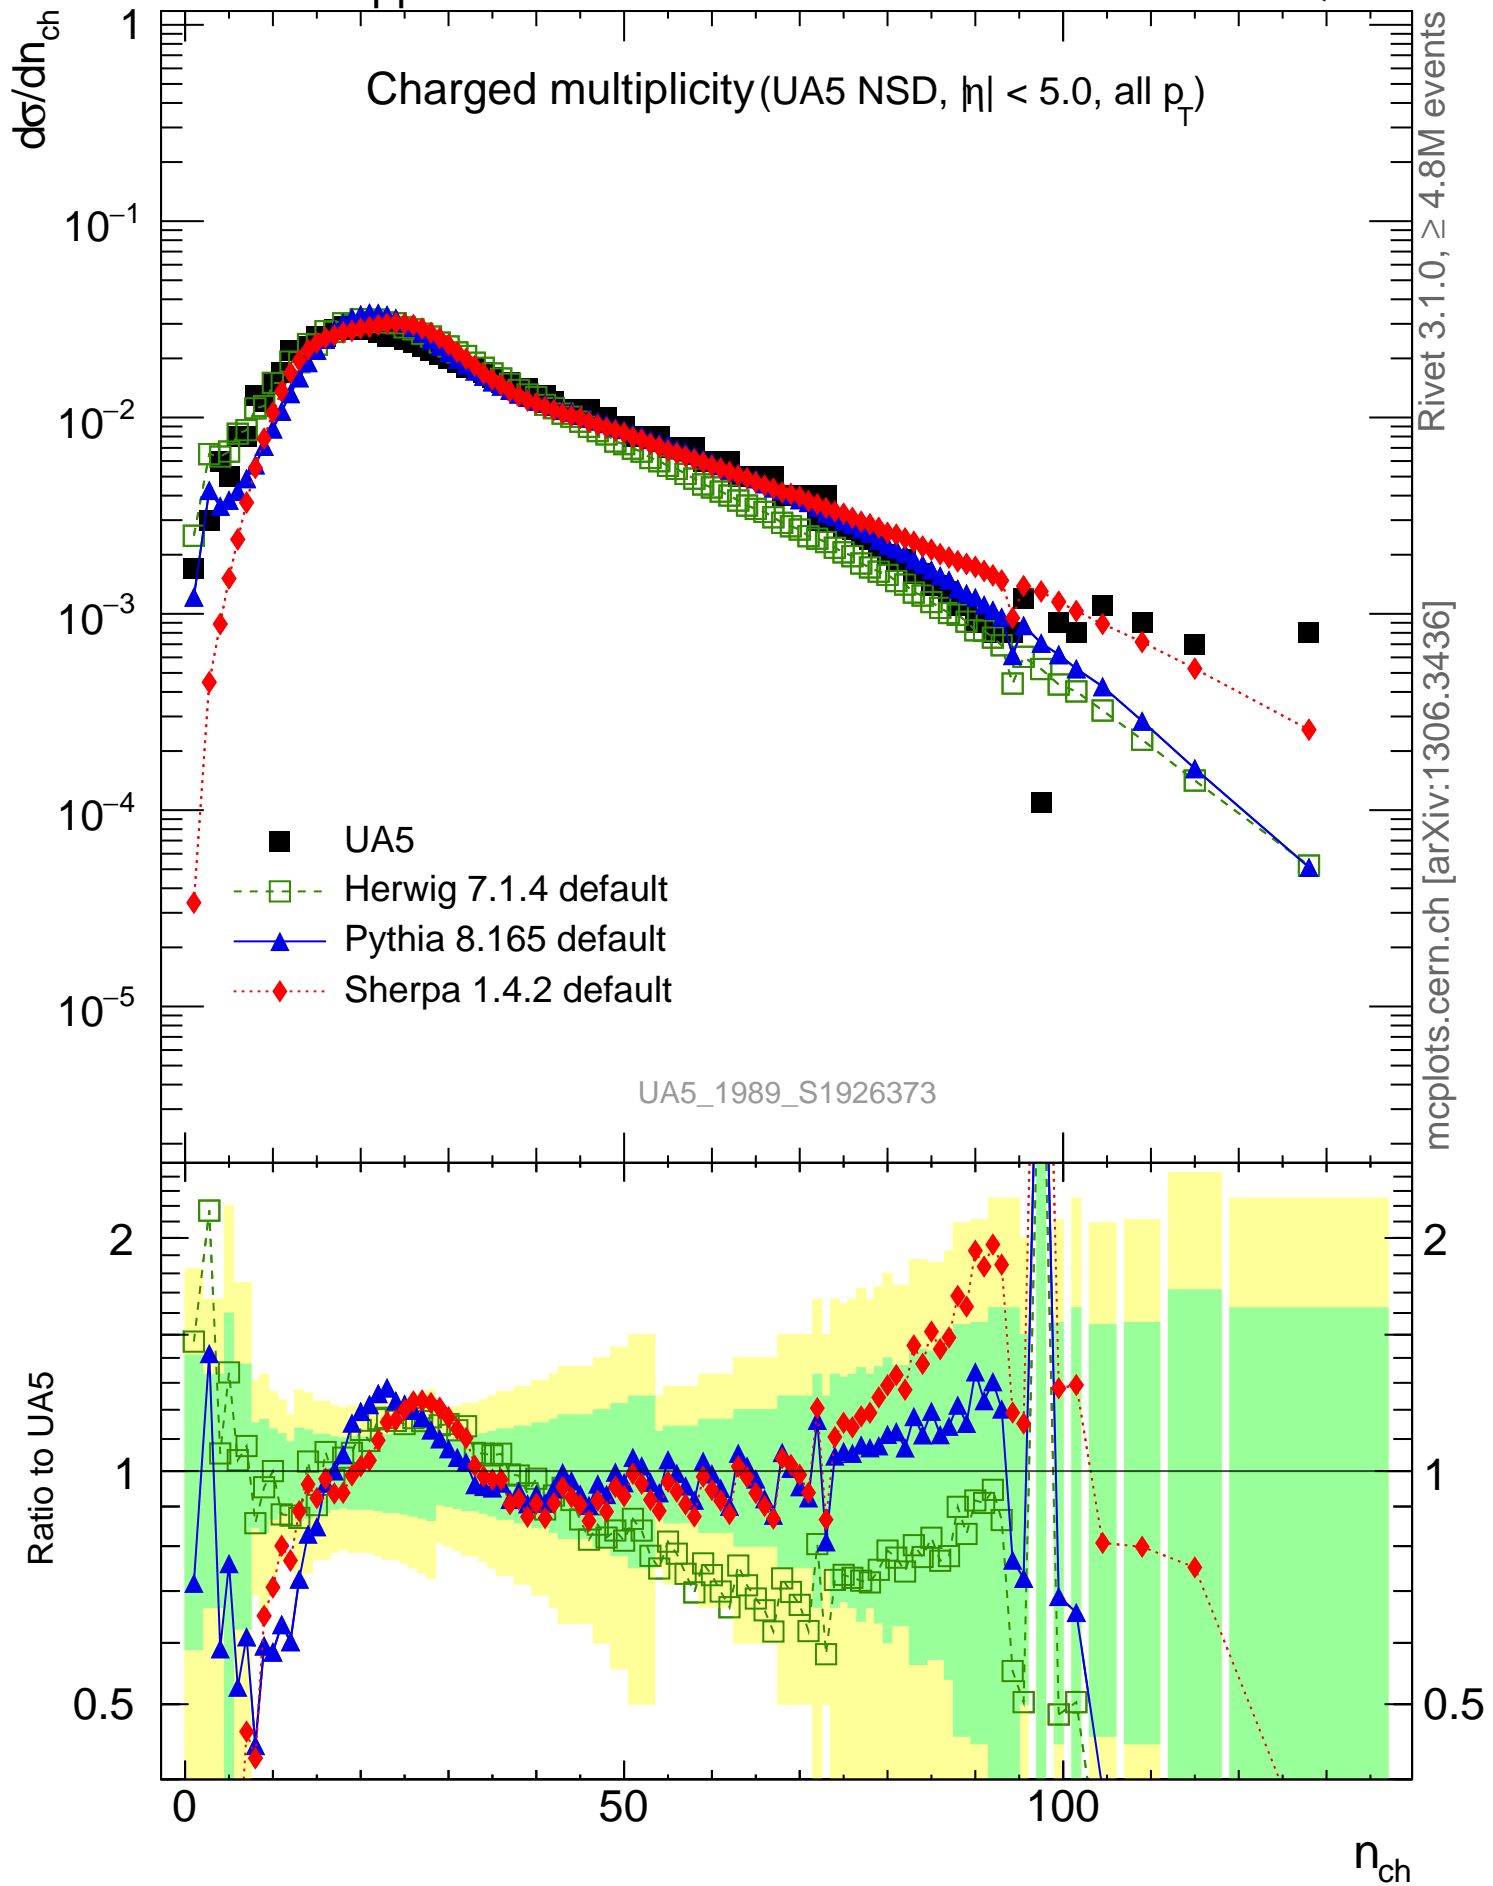 pp
Charged multiplicity (UA5 NSD, |η| < 5.0, all p_T)
dσ/dn_ch
1
10^−1
10^−2
10^−3
10^−4
10^−5
UA5
Herwig 7.1.4 default
Pythia 8.165 default
Sherpa 1.4.2 default
UA5_1989_S1926373
Rivet 3.1.0, ≥ 4.8M events
mcplots.cern.ch [arXiv:1306.3436]
Ratio to UA5
2
1
0.5
2
1
0.5
0
50
100
n_ch